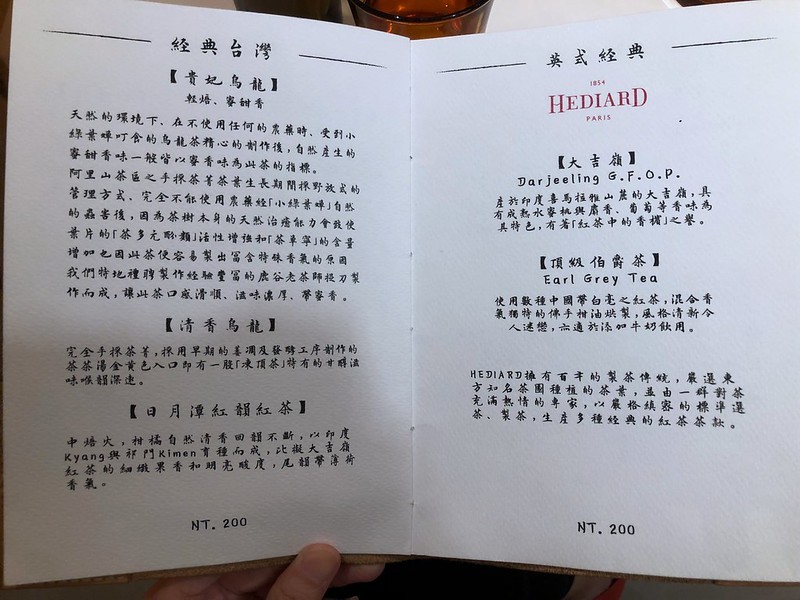 經典台灣
【貴妃烏龍】
輕焙、蜜甜香
天然的環境下、在不使用任何的農藥時、受到小
綠葉蟬叮食的烏龍茶精心的製作後,自然產生的
蜜甜香味一般皆以蜜香味為此茶的指標。
阿里山茶區之手採茶菁茶葉生長期間採野放式的
管理方式、完全不能使用農藥經「小綠葉蟬」自然
的蟲害後,因為茶樹本身的天然治癒能力會致使
葉片的「茶多元酚類」活性增強和「茶單寧」的含量
增加也因此茶使容易製出富含特殊香氣的原因
我們特地禮聘製作經驗豐富的鹿谷老茶師提刀製
作而成,讓此茶口感滑順、滋味濃厚、帶蜜香。
【清香烏龍】
完全手採茶菁,採用早期的萎凋及發酵工序制作的
茶茶湯金黃色入口即有一股「凍頂茶」特有的甘醇滋
味喉韻深遠。
【日月潭紅韻紅茶】
中焙火,柑橘自然清香回韻不斷,以印度
Kyang與祁門Kimen育種而成,比擬大吉嶺
紅茶的細緻果香和明亮酸度,尾韻帶薄荷
香氣。
NT. 200
英式經典
1854
HEDIARD
PARIS
【大吉嶺】
Darjeeling G.F.O.P.
產於印度喜馬拉雅山麓的大吉嶺,具
有成熟水蜜桃與麝香、葡萄等香味為
其特色,有著「紅茶中的香檳」之譽。
【頂級伯爵茶】
Earl Grey Tea
使用數種中國帶白毫之紅茶,混合香
氣獨特的佛手柑油烘製,風格清新令
人迷戀,亦適於添加牛奶飲用。
HEDIARD擁有百年的製茶傳統,嚴選東
方知名茶園種植的茶葉,並由一群對茶
充滿熱情的專家,以嚴格縝密的標準選
茶、製茶,生產多種經典的紅茶茶款。
NT. 200